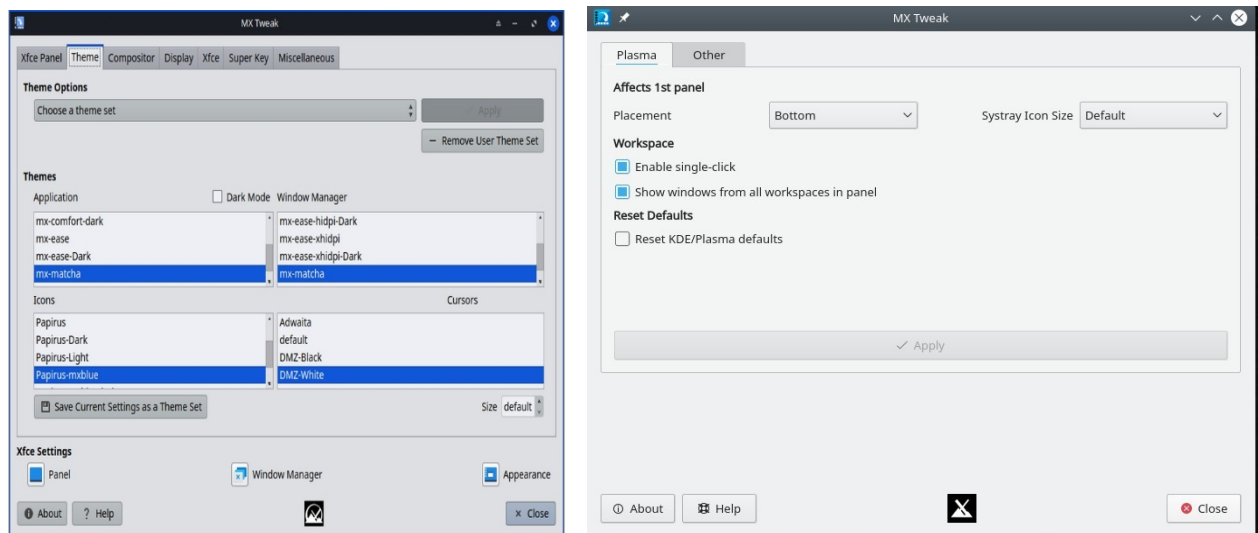 MX Tweak
Xfce Panel Theme Compositor Display Xfce Super Key Miscellaneous
Theme Options
Choose a theme set Apply
Remove User Theme Set
Themes
Application Dark Mode Window Manager
mx-comfort-dark mx-ease-hidpi-Dark
mx-ease mx-ease-xhidpi
mx-ease-Dark mx-ease-xhidpi-Dark
mx-matcha mx-matcha
Icons Cursors
Papirus Adwaita
Papirus-Dark default
Papirus-Light DMZ-Black
Papirus-mxblue DMZ-White
Save Current Settings as a Theme Set Size default
Xfce Settings
Panel Window Manager Appearance
About ? Help × Close
MX Tweak
Plasma Other
Affects 1st panel
Placement Bottom Systray Icon Size Default
Workspace
Enable single-click
Show windows from all workspaces in panel
Reset Defaults
Reset KDE/Plasma defaults
Apply
About Help Close